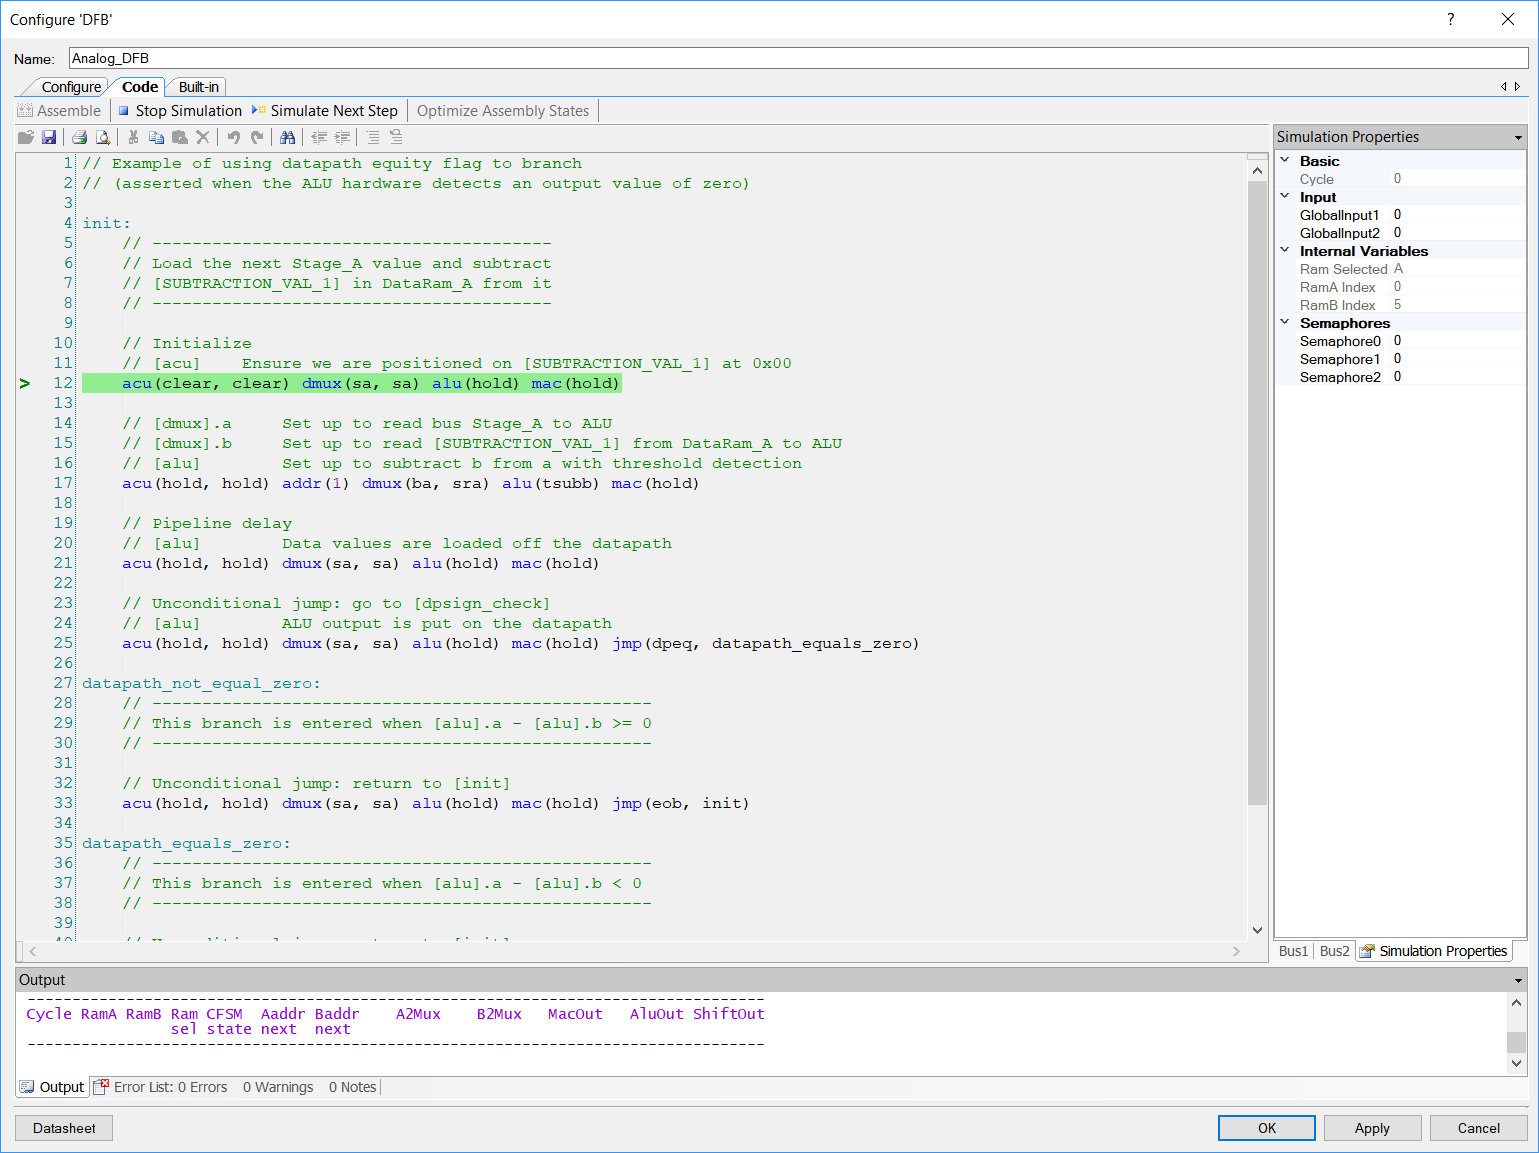 Configure 'DFB'
?
Name: Analog_DFB
Configure Code Built-in
Assemble Stop Simulation Simulate Next Step Optimize Assembly States
1 // Example of using datapath equity flag to branch
2 // (asserted when the ALU hardware detects an output value of zero)
3
4 init:
5 // ----------------------------------------
6 // Load the next Stage_A value and subtract
7 // [SUBTRACTION_VAL_1] in DataRam_A from it
8 // ----------------------------------------
9
10 // Initialize
11 // [acu]    Ensure we are positioned on [SUBTRACTION_VAL_1] at 0x00
> 12 acu(clear, clear) dmux(sa, sa) alu(hold) mac(hold)
13
14 // [dmux].a     Set up to read bus Stage_A to ALU
15 // [dmux].b     Set up to read [SUBTRACTION_VAL_1] from DataRam_A to ALU
16 // [alu]        Set up to subtract b from a with threshold detection
17 acu(hold, hold) addr(1) dmux(ba, sra) alu(tsubb) mac(hold)
18
19 // Pipeline delay
20 // [alu]        Data values are loaded off the datapath
21 acu(hold, hold) dmux(sa, sa) alu(hold) mac(hold)
22
23 // Unconditional jump: go to [dpsign_check]
24 // [alu]        ALU output is put on the datapath
25 acu(hold, hold) dmux(sa, sa) alu(hold) mac(hold) jmp(dpeq, datapath_equals_zero)
26
27 datapath_not_equal_zero:
28 // --------------------------------------------------
29 // This branch is entered when [alu].a - [alu].b >= 0
30 // --------------------------------------------------
31
32 // Unconditional jump: return to [init]
33 acu(hold, hold) dmux(sa, sa) alu(hold) mac(hold) jmp(eob, init)
34
35 datapath_equals_zero:
36 // --------------------------------------------------
37 // This branch is entered when [alu].a - [alu].b < 0
38 // --------------------------------------------------
39
Simulation Properties
Basic
Cycle 0
Input
GlobalInput1 0
GlobalInput2 0
Internal Variables
Ram Selected A
RamA Index 0
RamB Index 5
Semaphores
Semaphore0 0
Semaphore1 0
Semaphore2 0
Bus1 Bus2 Simulation Properties
Output
----------------------------------------------------------------------------------
Cycle RamA RamB Ram CFSM  Aaddr Baddr    A2Mux    B2Mux   MacOut   AluOut ShiftOut
sel state next  next
----------------------------------------------------------------------------------
Output Error List: 0 Errors 0 Warnings 0 Notes
Datasheet OK Apply Cancel